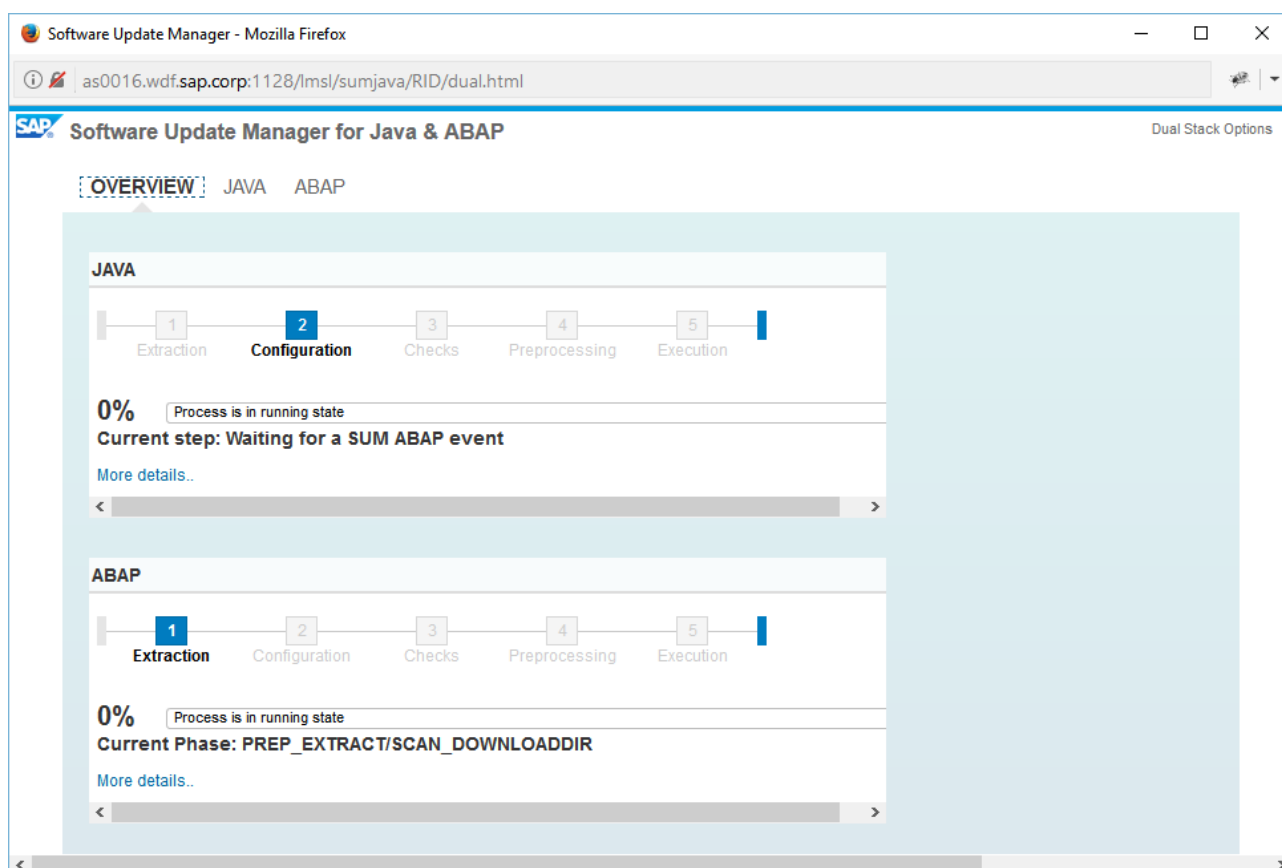 Software Update Manager - Mozilla Firefox
as0016.wdf.sap.corp:1128/lmsl/sumjava/RID/dual.html
SAP Software Update Manager for Java & ABAP Dual Stack Options
OVERVIEW JAVA ABAP
JAVA
1 2 3 4 5
Extraction Configuration Checks Preprocessing Execution
0% Process is in running state
Current step: Waiting for a SUM ABAP event
More details..
ABAP
1 2 3 4 5
Extraction Configuration Checks Preprocessing Execution
0% Process is in running state
Current Phase: PREP_EXTRACT/SCAN_DOWNLOADDIR
More details..